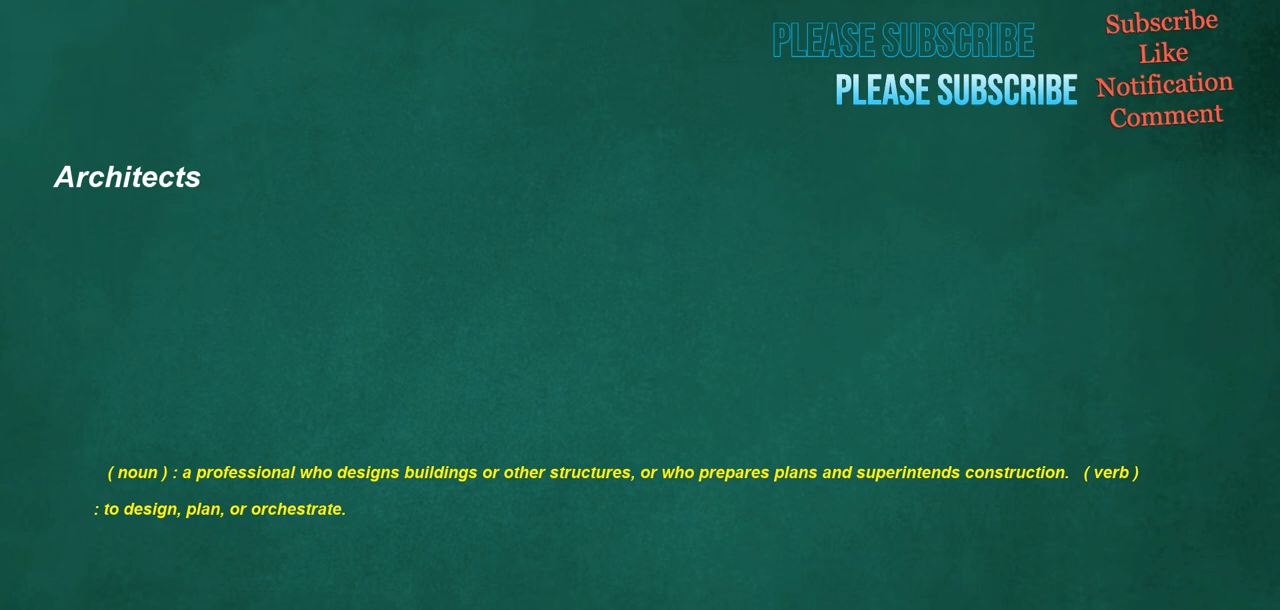 PLEASE SUBSCRIBE
PLEASE SUBSCRIBE
Subscribe
Like
Notification
Comment
Architects
( noun ) : a professional who designs buildings or other structures, or who prepares plans and superintends construction. ( verb )
: to design, plan, or orchestrate.